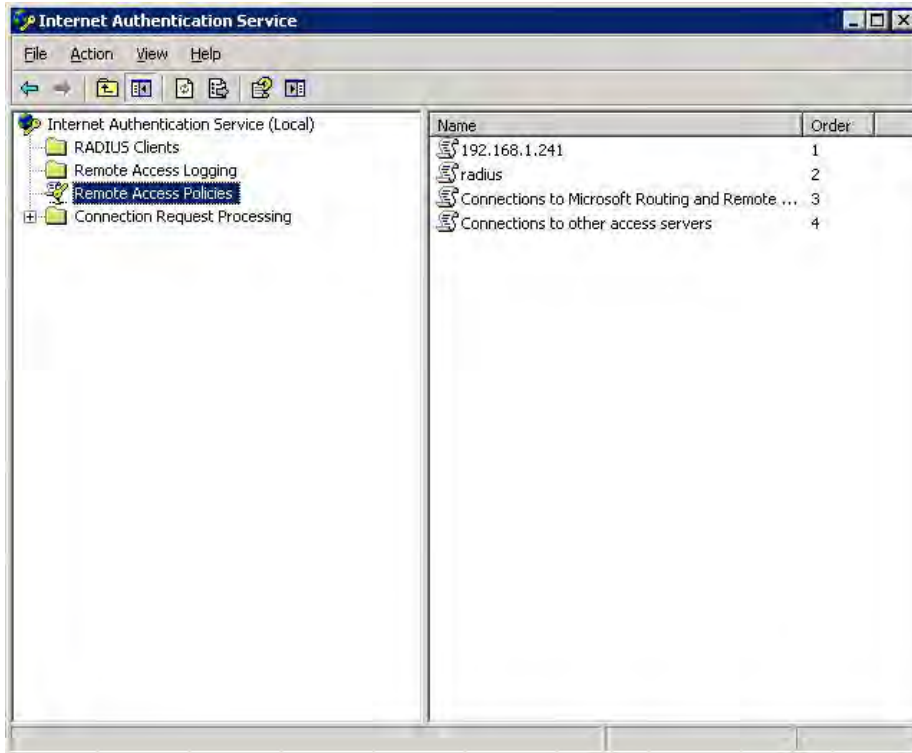 Internet Authentication Service
File Action View Help
Internet Authentication Service (Local)
RADIUS Clients
Remote Access Logging
Remote Access Policies
Connection Request Processing
Name Order
192.168.1.241 1
radius 2
Connections to Microsoft Routing and Remote ... 3
Connections to other access servers 4